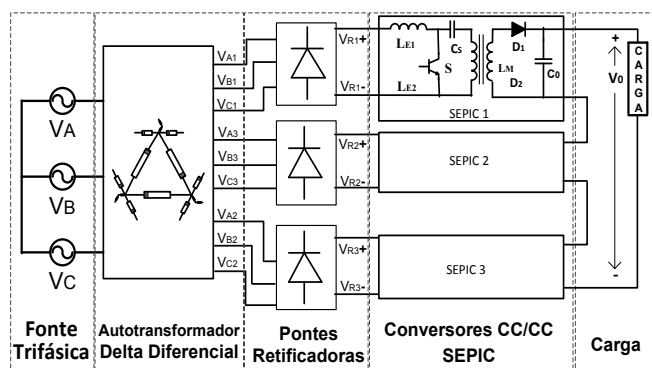 VA
VB
VC
VA1
VB1
VC1
VA3
VB3
VC3
VA2
VB2
VC2
VR1+
VR1-
VR2+
VR2-
VR3+
VR3-
LE1
CS
S
LE2
LM
D1
D2
C0
SEPIC 1
SEPIC 2
SEPIC 3
+
V0
-
CARGA
Fonte
Trifásica
Autotransformador
Delta Diferencial
Pontes
Retificadoras
Conversores CC/CC
SEPIC
Carga